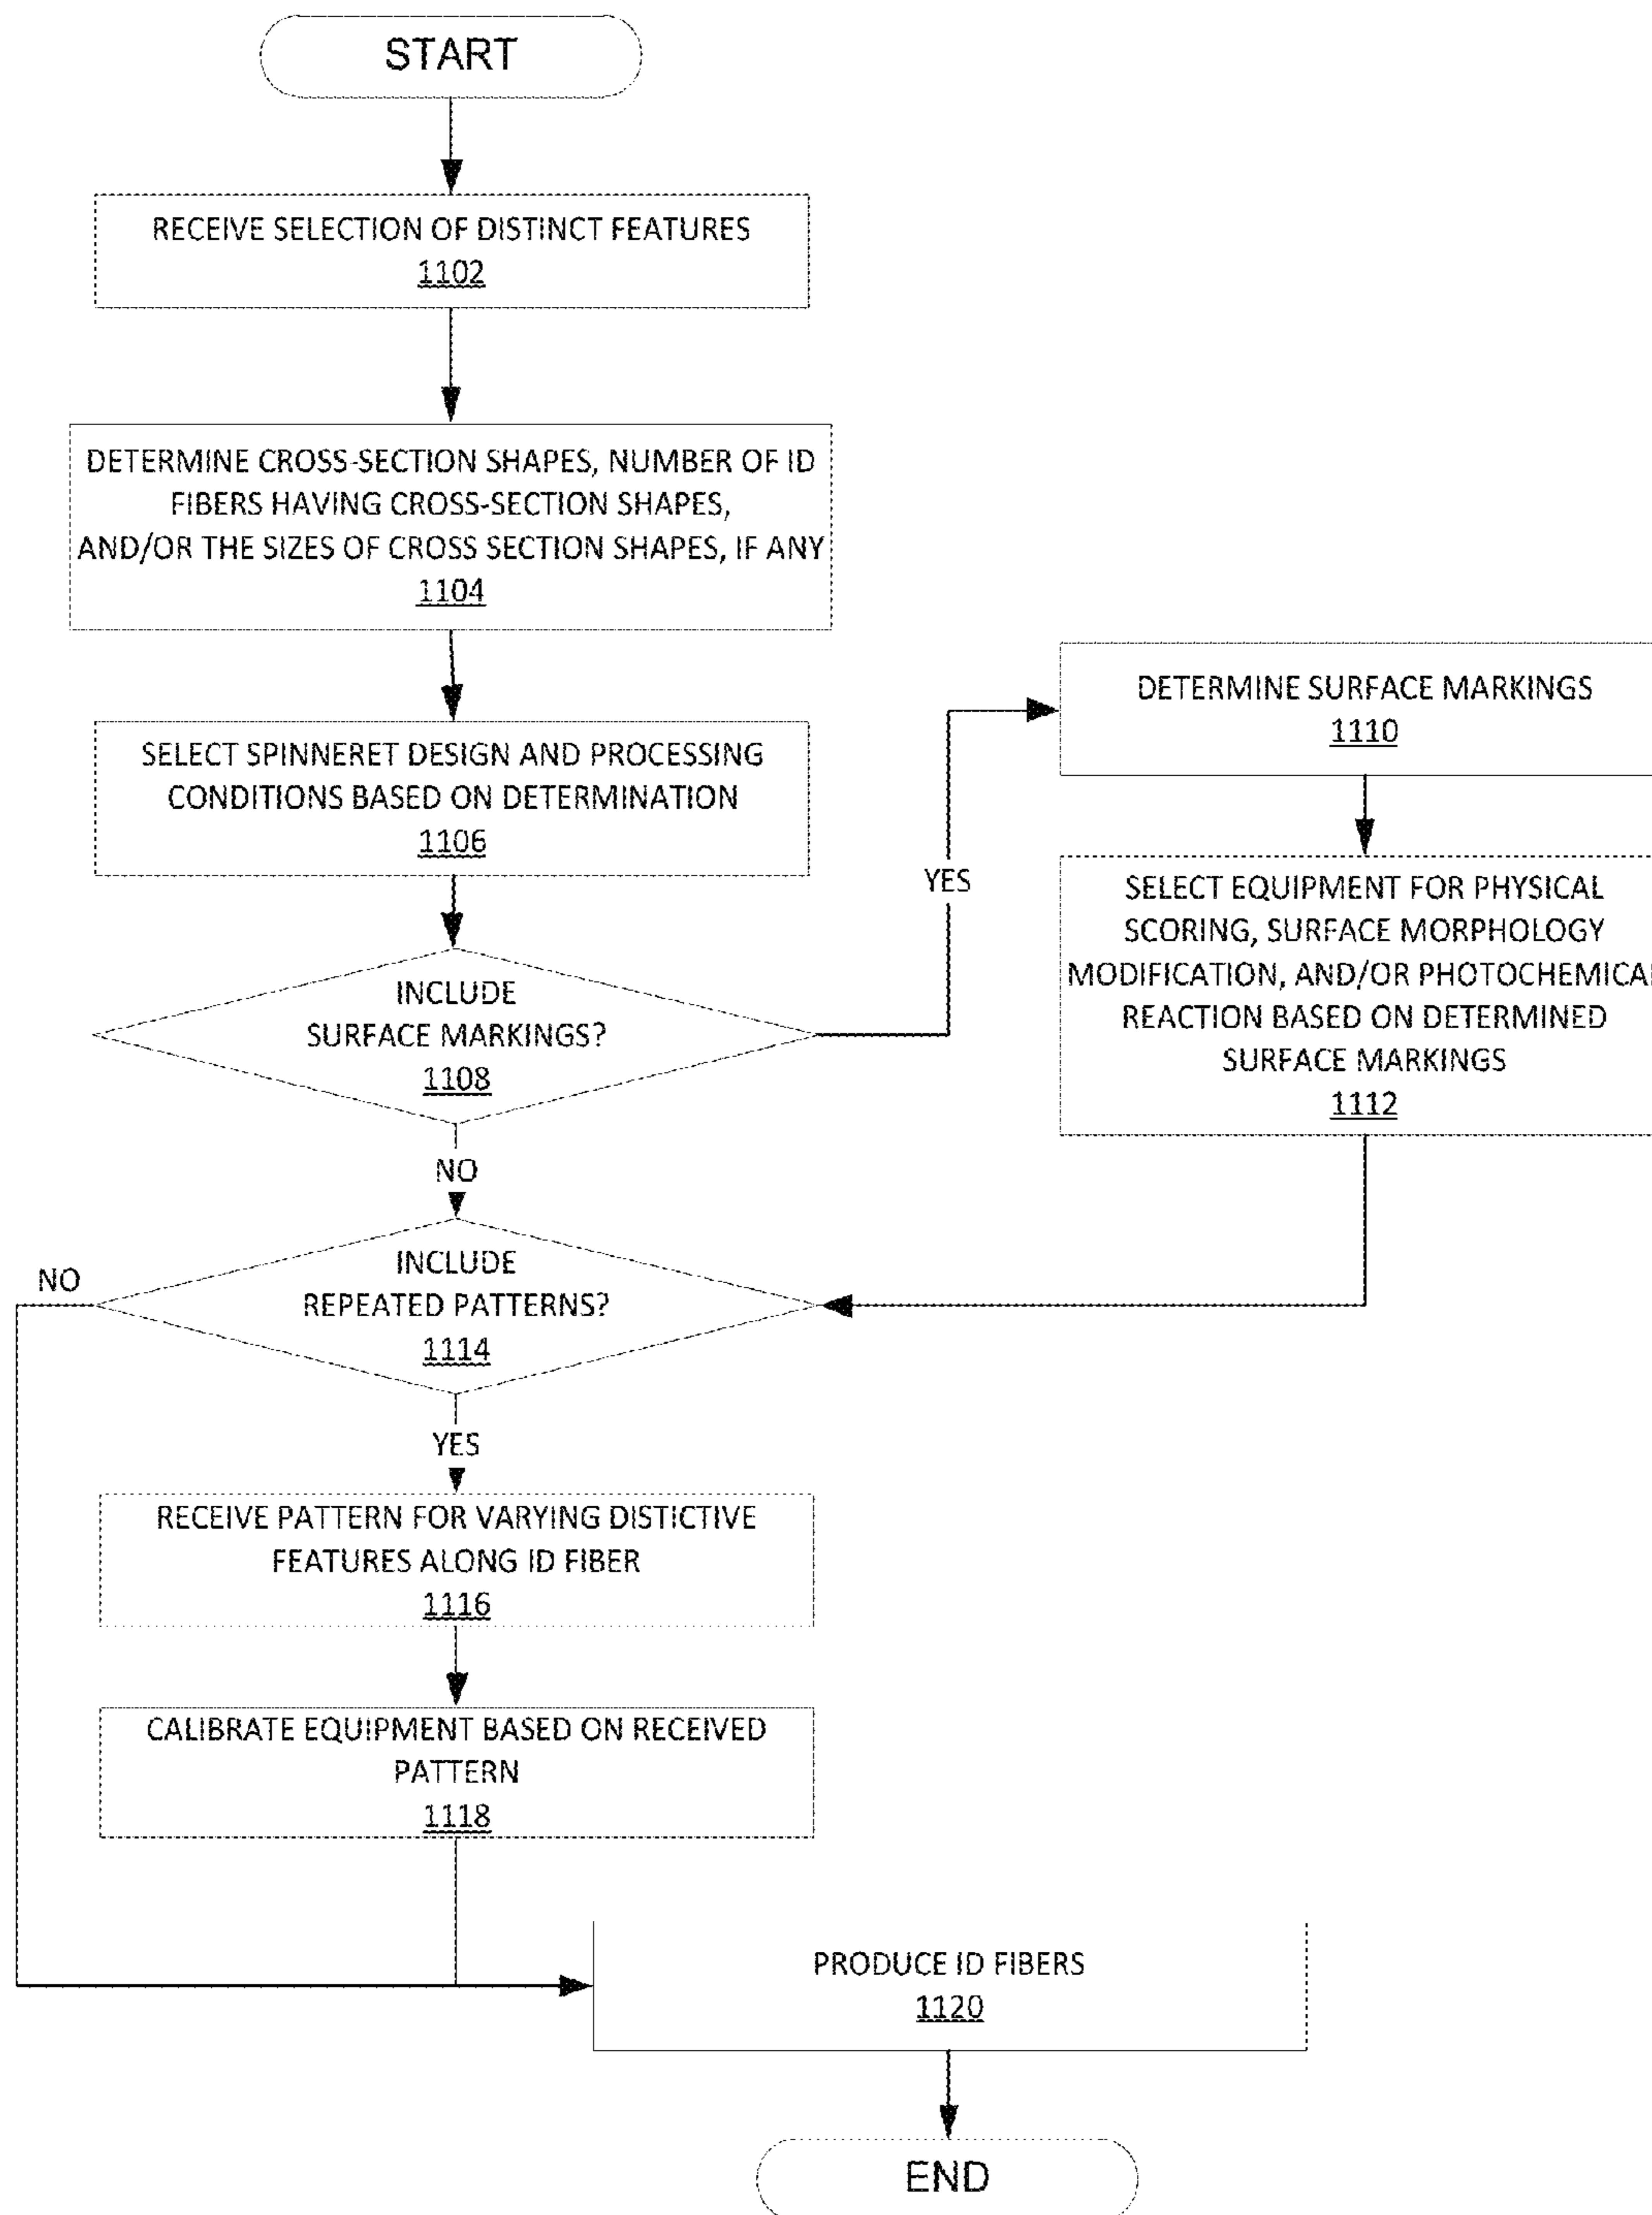 START
RECEIVE SELECTION OF DISTINCT FEATURES
1102
DETERMINE CROSS-SECTION SHAPES, NUMBER OF ID
FIBERS HAVING CROSS-SECTION SHAPES,
AND/OR THE SIZES OF CROSS SECTION SHAPES, IF ANY
1104
SELECT SPINNERET DESIGN AND PROCESSING
CONDITIONS BASED ON DETERMINATION
1106
INCLUDE
SURFACE MARKINGS?
1108
YES
DETERMINE SURFACE MARKINGS
1110
SELECT EQUIPMENT FOR PHYSICAL
SCORING, SURFACE MORPHOLOGY
MODIFICATION, AND/OR PHOTOCHEMICAL
REACTION BASED ON DETERMINED
SURFACE MARKINGS
1112
NO
INCLUDE
REPEATED PATTERNS?
1114
NO
YES
RECEIVE PATTERN FOR VARYING DISTICTIVE
FEATURES ALONG ID FIBER
1116
CALIBRATE EQUIPMENT BASED ON RECEIVED
PATTERN
1118
PRODUCE ID FIBERS
1120
END